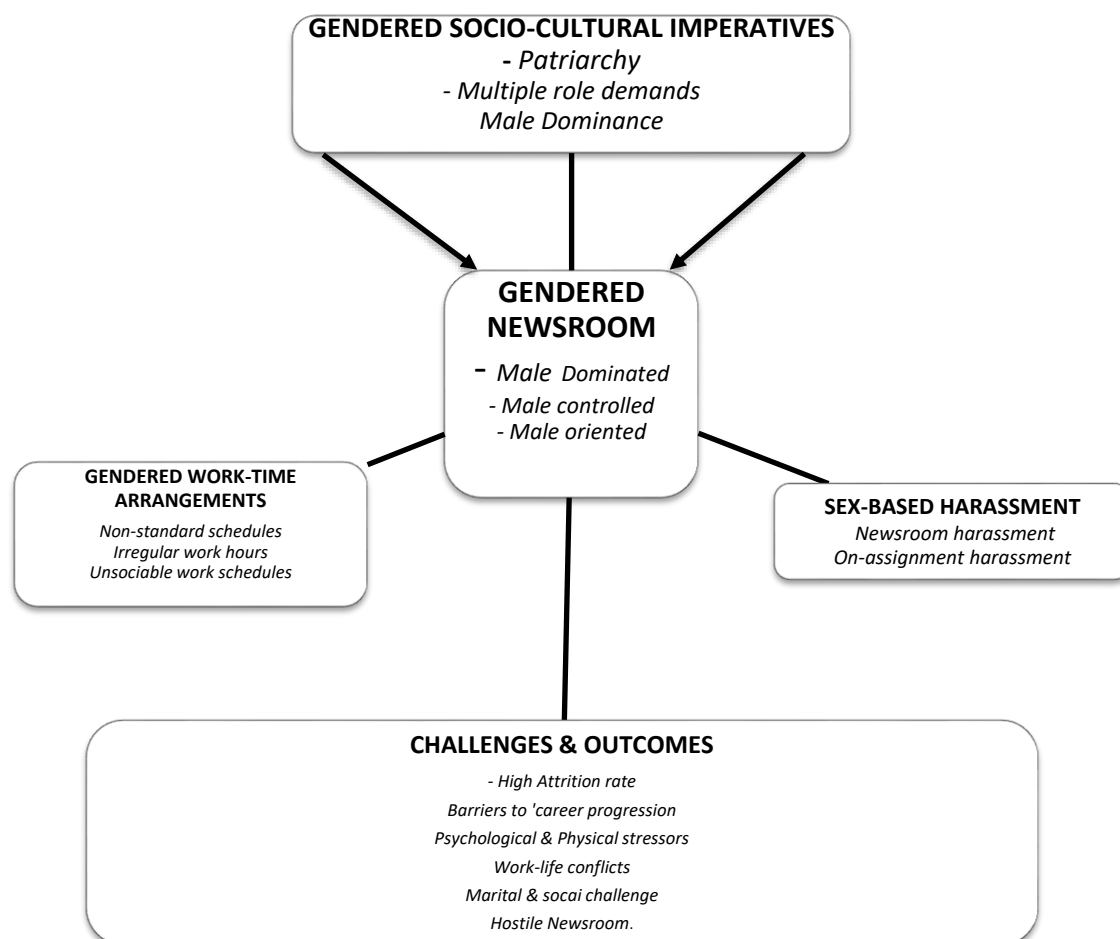 GENDERED SOCIO-CULTURAL IMPERATIVES
- Patriarchy
- Multiple role demands
Male Dominance
GENDERED
NEWSROOM
- Male Dominated
- Male controlled
- Male oriented
GENDERED WORK-TIME
ARRANGEMENTS
Non-standard schedules
Irregular work hours
Unsociable work schedules
SEX-BASED HARASSMENT
Newsroom harassment
On-assignment harassment
CHALLENGES & OUTCOMES
- High Attrition rate
Barriers to 'career progression
Psychological & Physical stressors
Work-life conflicts
Marital & socai challenge
Hostile Newsroom.